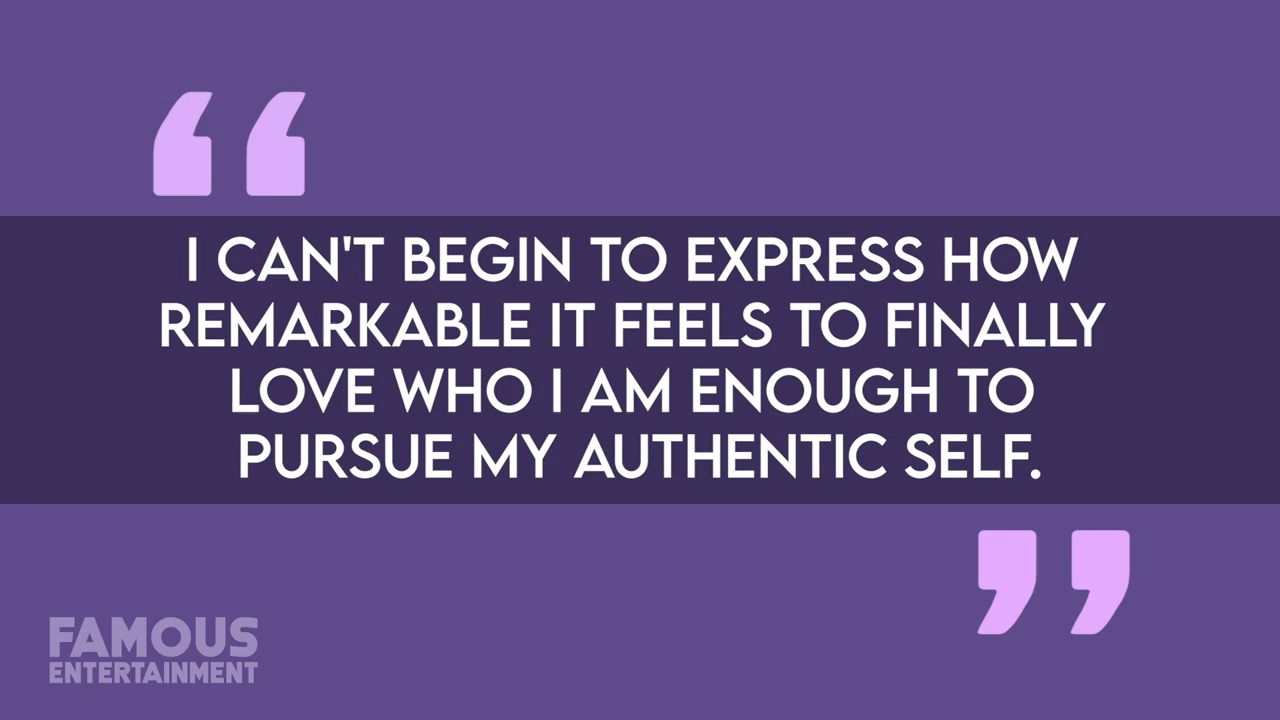 I CAN'T BEGIN TO EXPRESS HOW
REMARKABLE IT FEELS TO FINALLY
LOVE WHO I AM ENOUGH TO
PURSUE MY AUTHENTIC SELF.
FAMOUS
ENTERTAINMENT